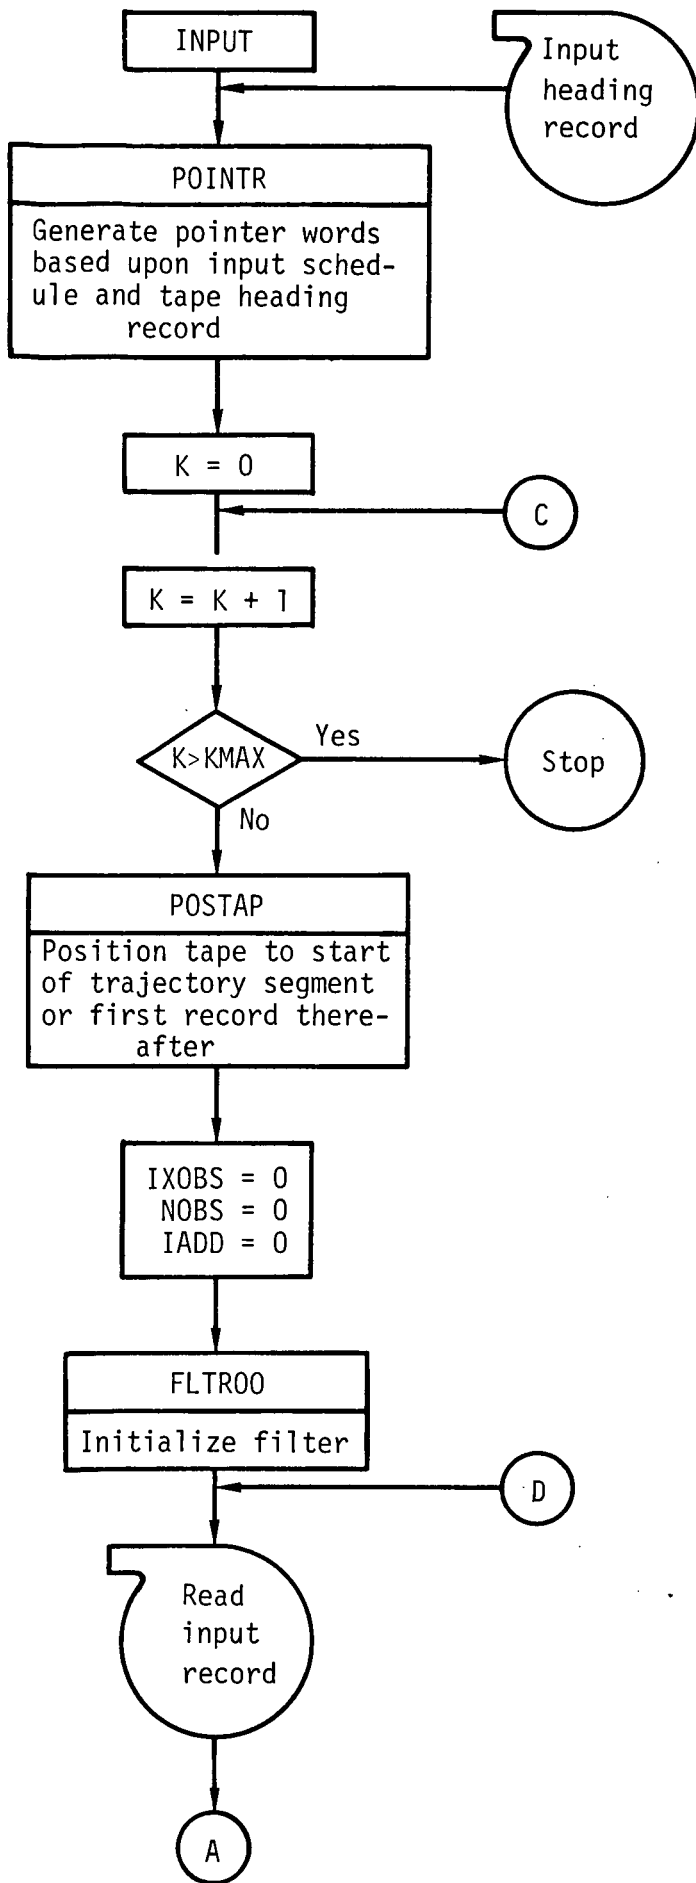 INPUT
Input
heading
record
POINTR
Generate pointer words
based upon input sched-
ule and tape heading
record
K = 0
C
K = K + 1
K>KMAX
Yes
Stop
No
POSTAP
Position tape to start
of trajectory segment
or first record there-
after
IXOBS = 0
NOBS = 0
IADD = 0
FLTR00
Initialize filter
D
Read
input
record
A